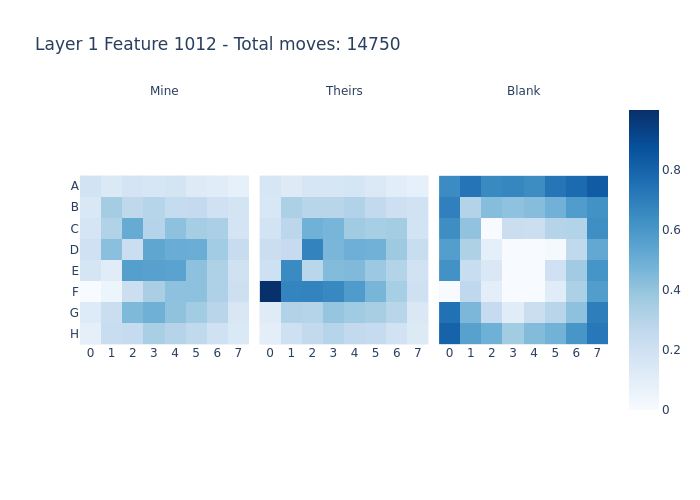 Layer 1 Feature 1012 - Total moves: 14750
Mine Theirs Blank
A
B
C
D
E
F
G
H
0 1 2 3 4 5 6 7 0 1 2 3 4 5 6 7 0 1 2 3 4 5 6 7
0.8
0.6
0.4
0.2
0